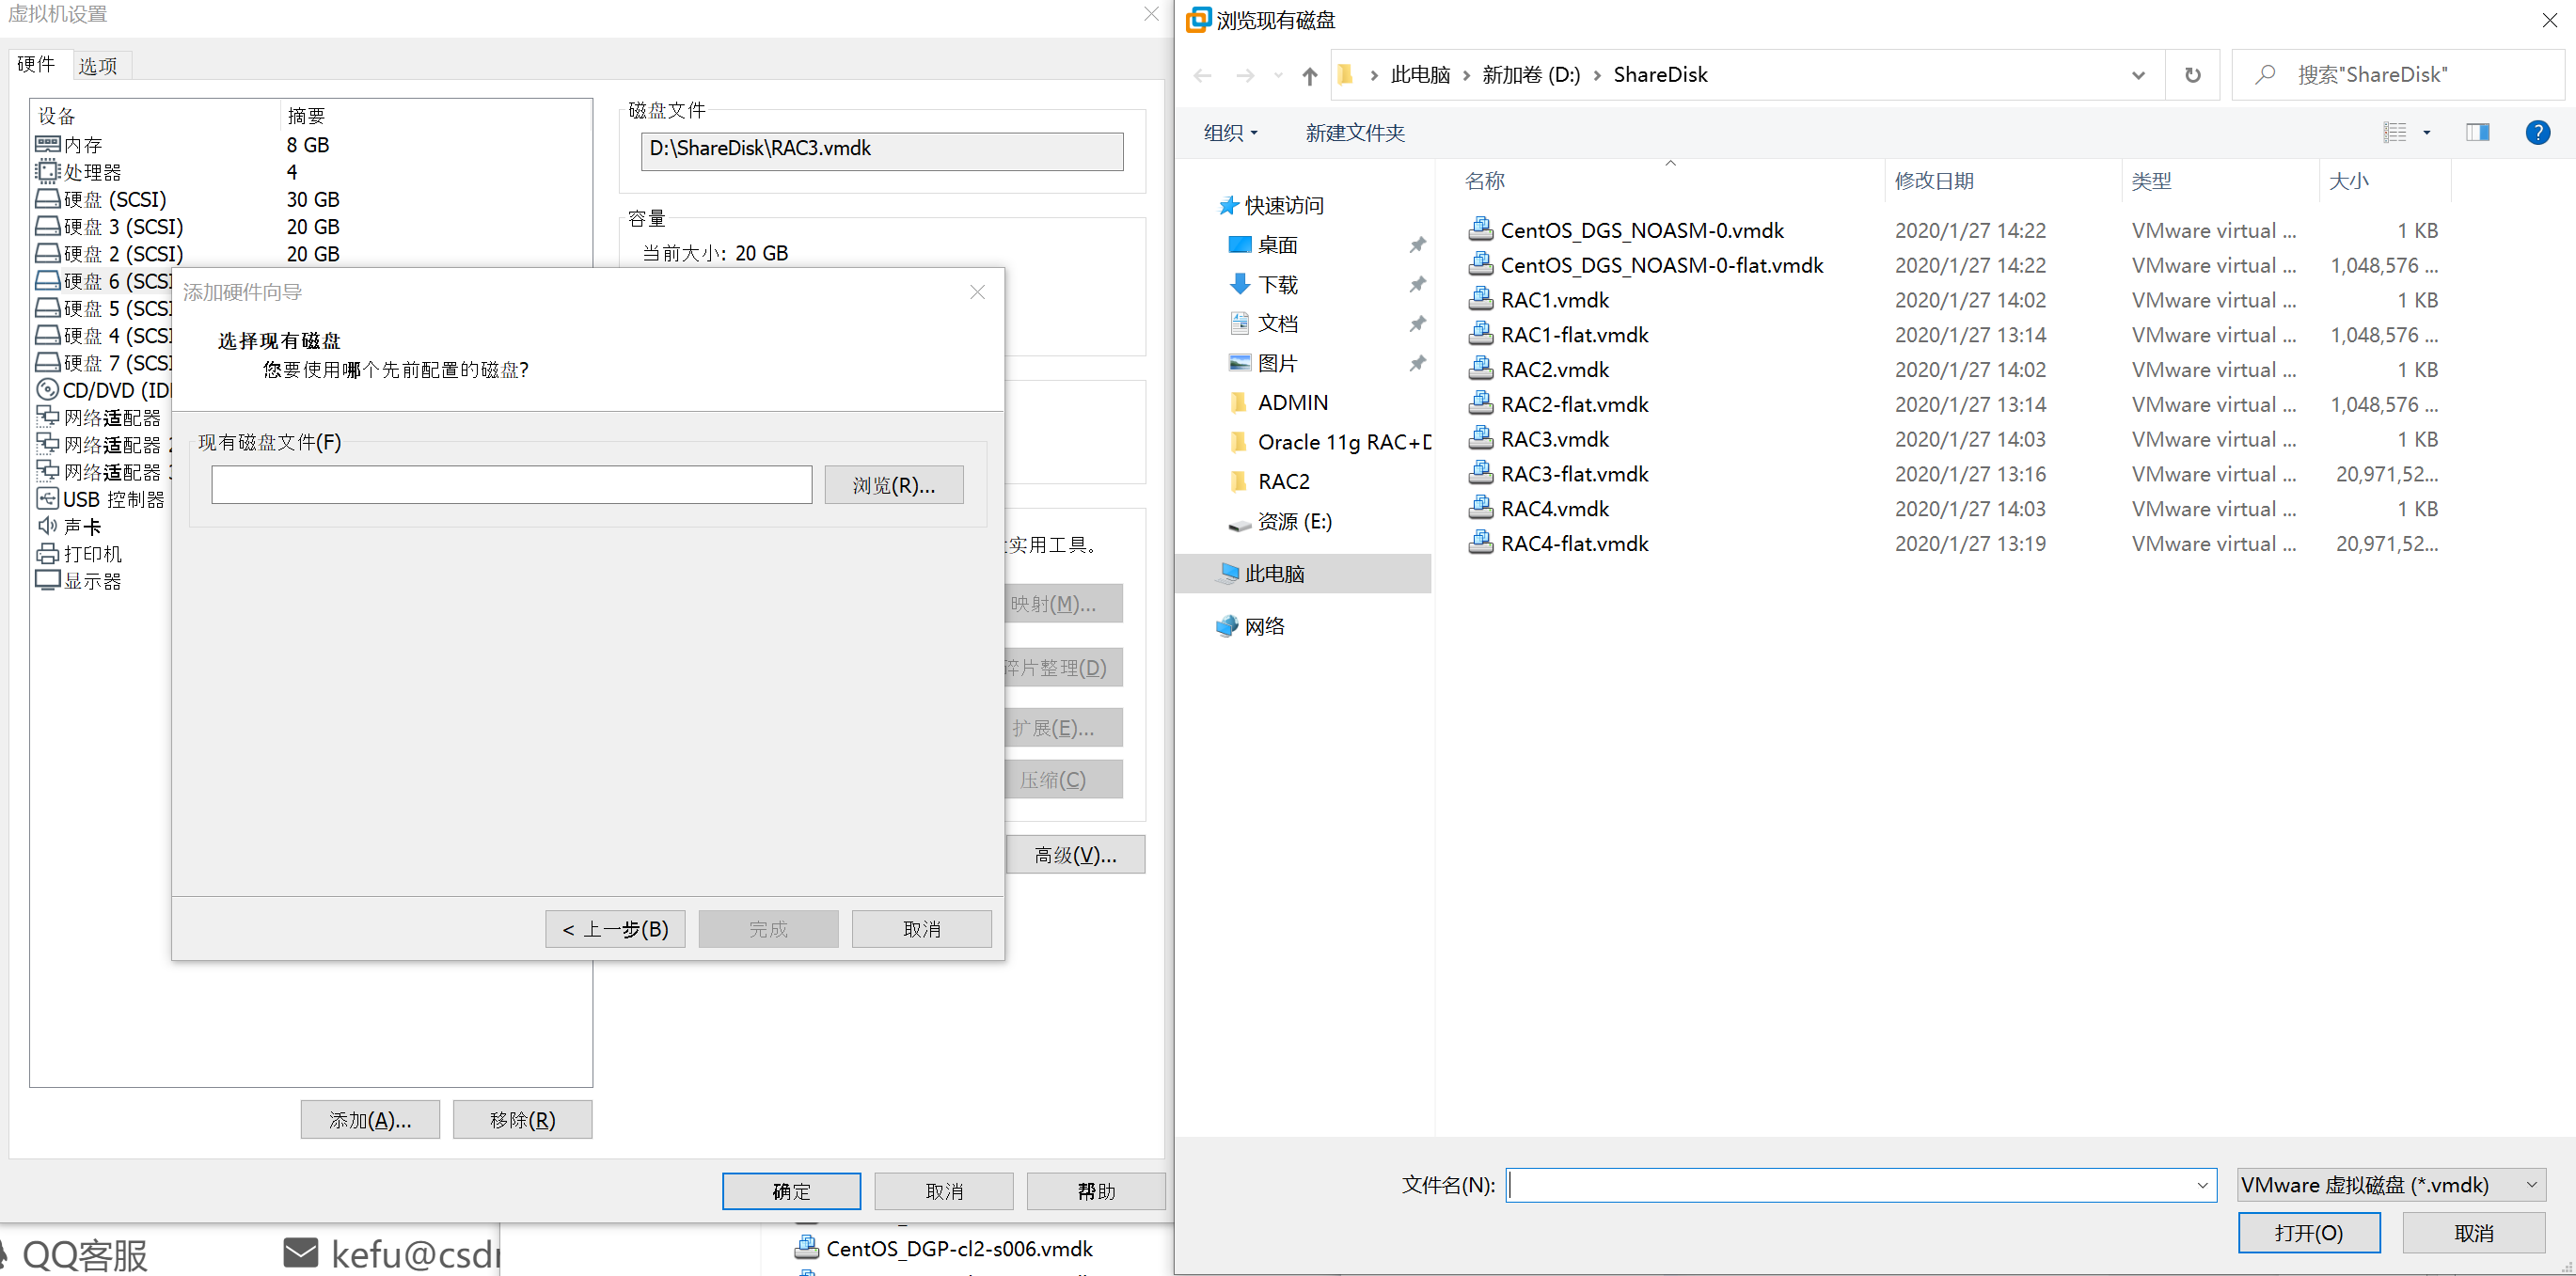 虚拟机设置
硬件 选项
设备 摘要
内存 8 GB
处理器 4
硬盘 (SCSI) 30 GB
硬盘 3 (SCSI) 20 GB
硬盘 2 (SCSI) 20 GB
硬盘 6 (SCSI
硬盘 5 (SCSI
硬盘 4 (SCSI
硬盘 7 (SCSI
CD/DVD (IDE
网络适配器
网络适配器 2
网络适配器 3
USB 控制器
声卡
打印机
显示器
磁盘文件
D:\ShareDisk\RAC3.vmdk
容量
当前大小: 20 GB
实用工具。
映射(M)...
碎片整理(D)
扩展(E)...
压缩(C)
高级(V)...
添加硬件向导
选择现有磁盘
您要使用哪个先前配置的磁盘?
现有磁盘文件(F)
浏览(R)...
< 上一步(B) 完成 取消
添加(A)... 移除(R)
确定 取消 帮助
QQ客服 kefu@csdn
CentOS_DGP-cl2-s006.vmdk
浏览现有磁盘
此电脑 › 新加卷 (D:) › ShareDisk
搜索"ShareDisk"
组织 新建文件夹
快速访问
桌面
下载
文档
图片
ADMIN
Oracle 11g RAC+D
RAC2
资源 (E:)
此电脑
网络
名称 修改日期 类型 大小
CentOS_DGS_NOASM-0.vmdk 2020/1/27 14:22 VMware virtual ... 1 KB
CentOS_DGS_NOASM-0-flat.vmdk 2020/1/27 14:22 VMware virtual ... 1,048,576 ...
RAC1.vmdk 2020/1/27 14:02 VMware virtual ... 1 KB
RAC1-flat.vmdk 2020/1/27 13:14 VMware virtual ... 1,048,576 ...
RAC2.vmdk 2020/1/27 14:02 VMware virtual ... 1 KB
RAC2-flat.vmdk 2020/1/27 13:14 VMware virtual ... 1,048,576 ...
RAC3.vmdk 2020/1/27 14:03 VMware virtual ... 1 KB
RAC3-flat.vmdk 2020/1/27 13:16 VMware virtual ... 20,971,52...
RAC4.vmdk 2020/1/27 14:03 VMware virtual ... 1 KB
RAC4-flat.vmdk 2020/1/27 13:19 VMware virtual ... 20,971,52...
文件名(N): VMware 虚拟磁盘 (*.vmdk)
打开(O) 取消